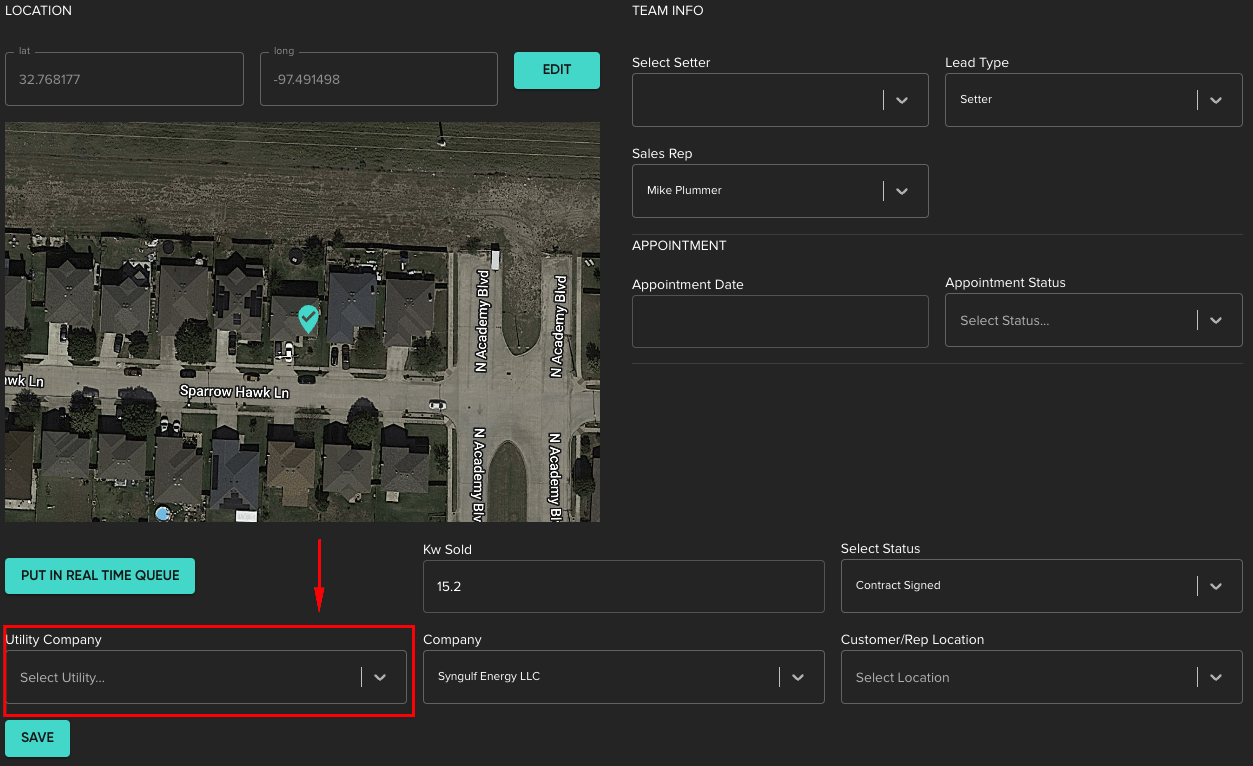 LOCATION
lat
32.768177
long
-97.491498
EDIT
N Academy Blvd
N Academy Blvd
wk Ln
Sparrow Hawk Ln
N Academy Blv
N Academy Blv
TEAM INFO
Select Setter
Lead Type
Setter
Sales Rep
Mike Plummer
APPOINTMENT
Appointment Date
Appointment Status
Select Status...
PUT IN REAL TIME QUEUE
Kw Sold
15.2
Select Status
Contract Signed
Utility Company
Select Utility...
Company
Syngulf Energy LLC
Customer/Rep Location
Select Location
SAVE